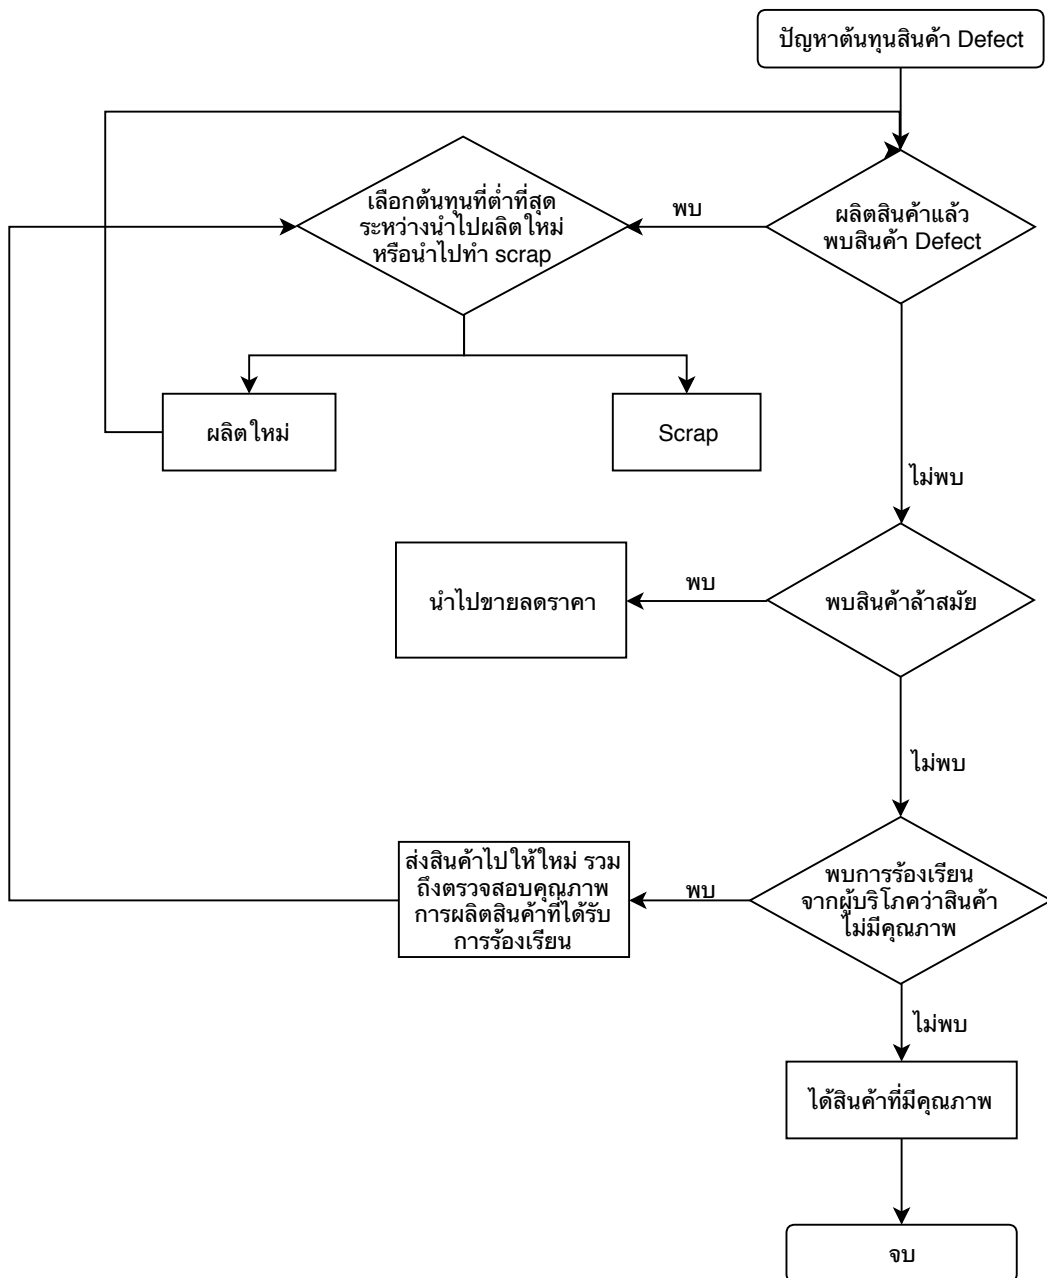 ปัญหาต้นทุนสินค้า Defect
เลือกต้นทุนที่ต่ำที่สุด
ระหว่างนำไปผลิตใหม่
หรือนำไปทำ scrap
พบ
ผลิตสินค้าแล้ว
พบสินค้า Defect
ผลิตใหม่
Scrap
ไม่พบ
นำไปขายลดราคา
พบ
พบสินค้าล้าสมัย
ไม่พบ
ส่งสินค้าไปให้ใหม่ รวม
ถึงตรวจสอบคุณภาพ
การผลิตสินค้าที่ได้รับ
การร้องเรียน
พบ
พบการร้องเรียน
จากผู้บริโภคว่าสินค้า
ไม่มีคุณภาพ
ไม่พบ
ได้สินค้าที่มีคุณภาพ
จบ